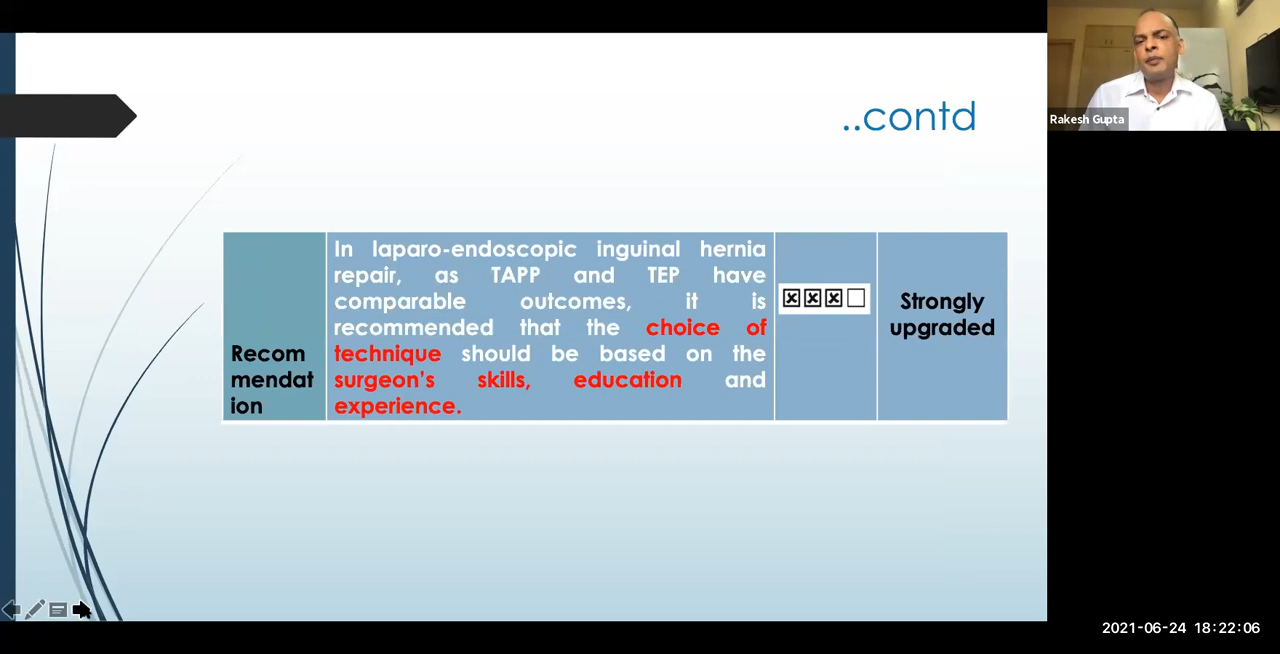 ..contd
Recom
mendat
ion
In laparo-endoscopic inguinal hernia
repair, as TAPP and TEP have
comparable outcomes, it is
recommended that the choice of
technique should be based on the
surgeon's skills, education and
experience.
Strongly
upgraded
Rakesh Gupta
2021-06-24 18:22:06